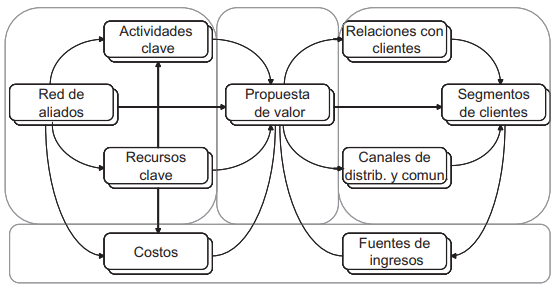 Actividades
clave
Relaciones con
clientes
Red de
aliados
Propuesta
de valor
Segmentos
de clientes
Recursos
clave
Canales de
distrib. y comun.
Costos
Fuentes de
ingresos